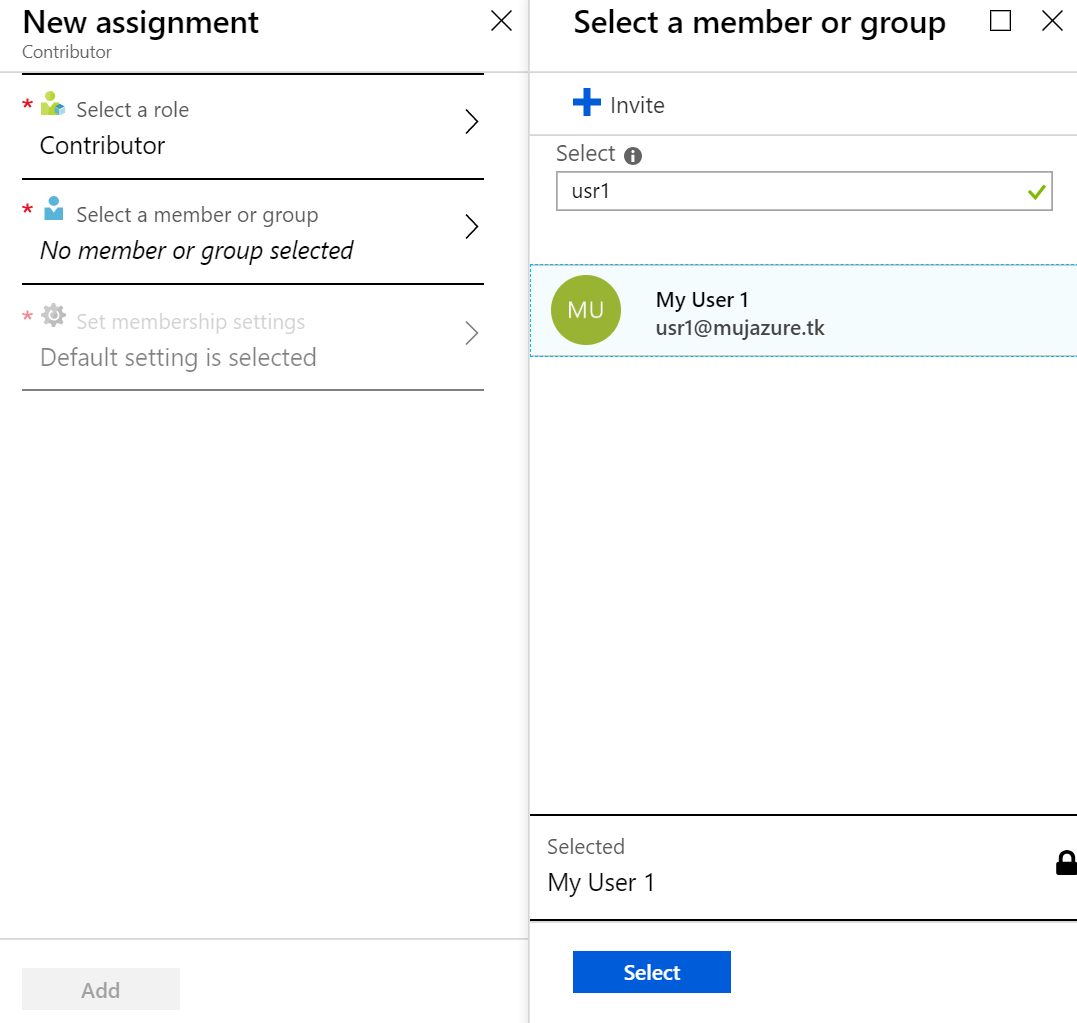 New assignment
Contributor
* Select a role
Contributor
* Select a member or group
No member or group selected
* Set membership settings
Default setting is selected
Add
Select a member or group
Invite
Select
usr1
MU
My User 1
usr1@mujazure.tk
Selected
My User 1
Select